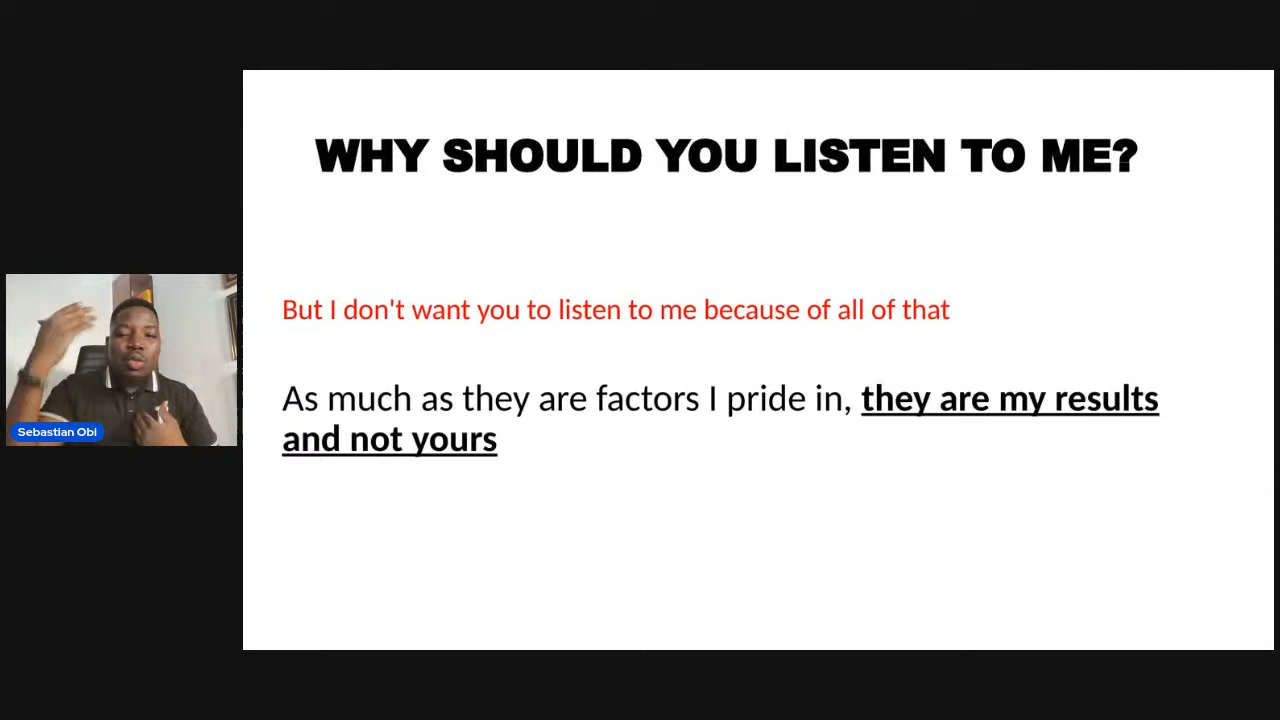 WHY SHOULD YOU LISTEN TO ME?
But I don't want you to listen to me because of all of that
As much as they are factors I pride in, they are my results
and not yours
Sebastian Obi